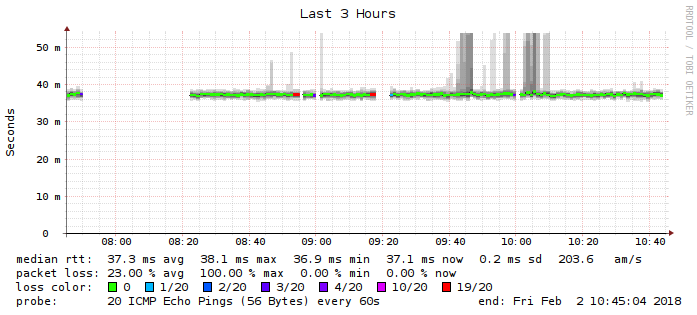 Last 3 Hours
RRDTOOL / TOBI OETIKER
Seconds
50 m
40 m
30 m
20 m
10 m
0
08:00 08:20 08:40 09:00 09:20 09:40 10:00 10:20 10:40
median rtt: 37.3 ms avg 38.1 ms max 36.9 ms min 37.1 ms now 0.2 ms sd 203.6 am/s
packet loss: 23.00 % avg 100.00 % max 0.00 % min 0.00 % now
loss color: 0 1/20 2/20 3/20 4/20 10/20 19/20
probe: 20 ICMP Echo Pings (56 Bytes) every 60s end: Fri Feb 2 10:45:04 2018